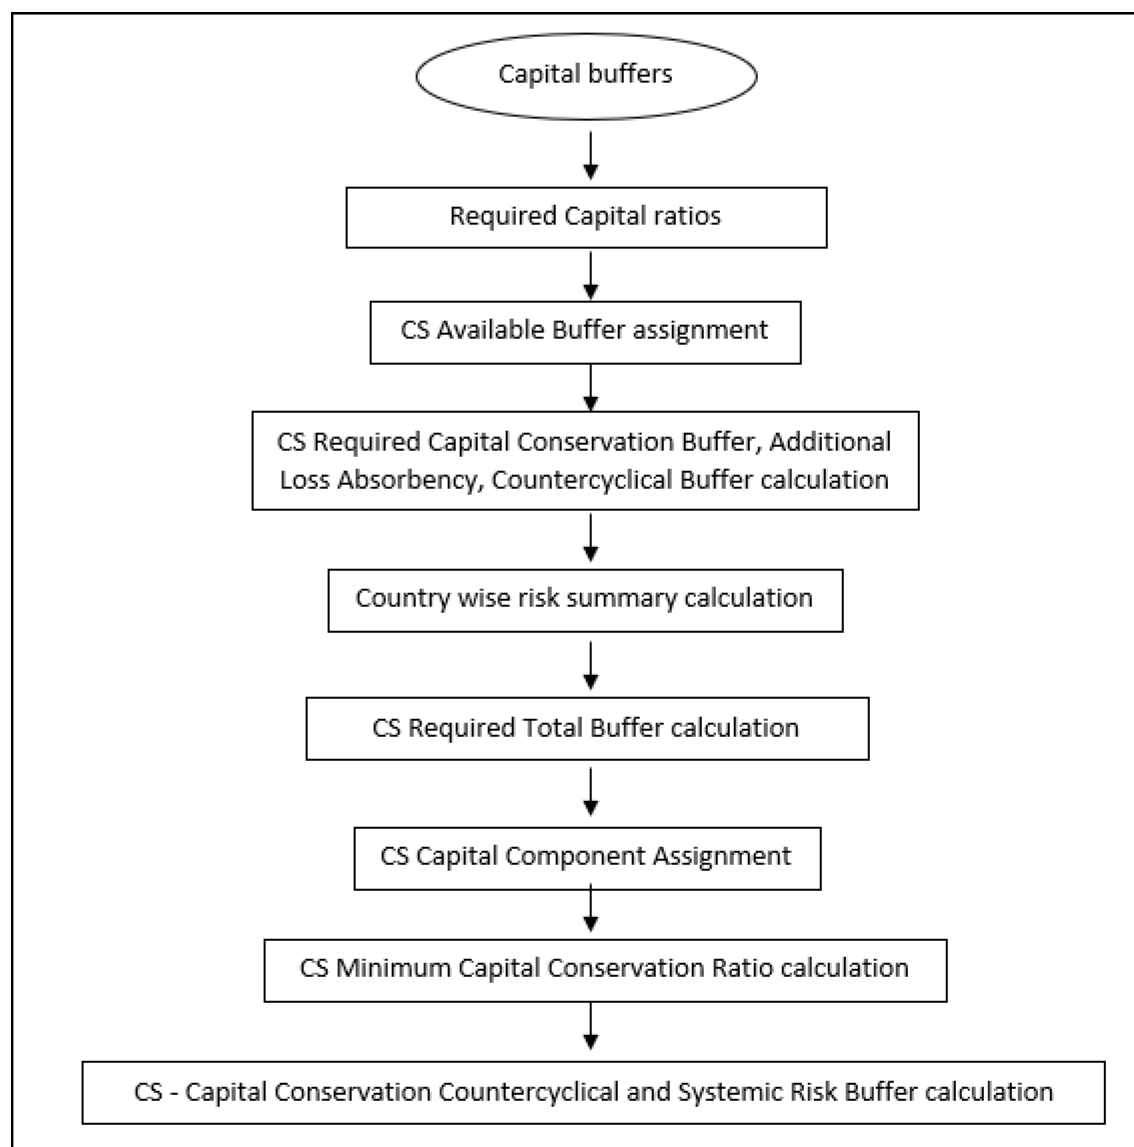 Capital buffers
Required Capital ratios
CS Available Buffer assignment
CS Required Capital Conservation Buffer, Additional
Loss Absorbency, Countercyclical Buffer calculation
Country wise risk summary calculation
CS Required Total Buffer calculation
CS Capital Component Assignment
CS Minimum Capital Conservation Ratio calculation
CS - Capital Conservation Countercyclical and Systemic Risk Buffer calculation